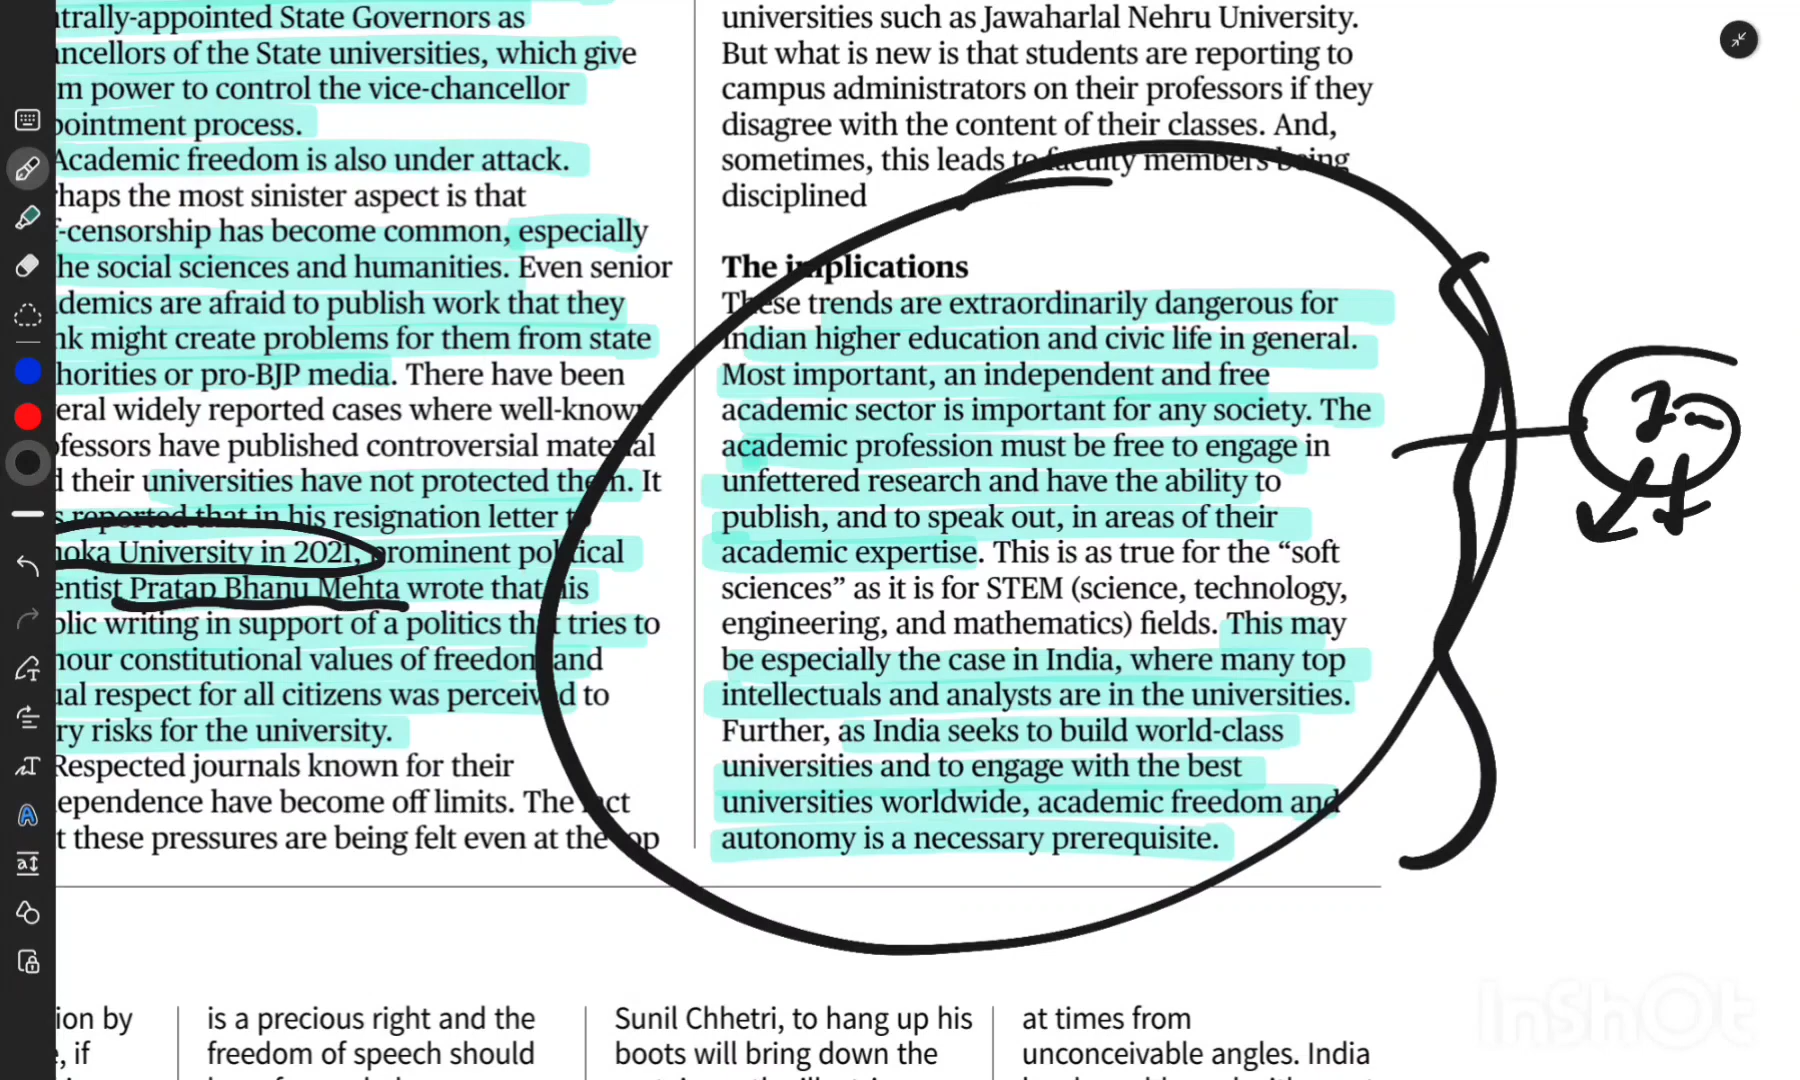 trally-appointed State Governors as
ancellors of the State universities, which give
m power to control the vice-chancellor
pointment process.
Academic freedom is also under attack.
rhaps the most sinister aspect is that
f-censorship has become common, especially
he social sciences and humanities. Even senior
ademics are afraid to publish work that they
nk might create problems for them from state
horities or pro-BJP media. There have been
eral widely reported cases where well-known
ofessors have published controversial material
d their universities have not protected them. It
s reported that in his resignation letter to
hoka University in 2021, prominent political
entist Pratap Bhanu Mehta wrote that his
blic writing in support of a politics that tries to
nour constitutional values of freedom and
ual respect for all citizens was perceived to
ry risks for the university.
Respected journals known for their
ependence have become off limits. The fact
t these pressures are being felt even at the top
universities such as Jawaharlal Nehru University.
But what is new is that students are reporting to
campus administrators on their professors if they
disagree with the content of their classes. And,
sometimes, this leads to faculty members being
disciplined
The implications
These trends are extraordinarily dangerous for
Indian higher education and civic life in general.
Most important, an independent and free
academic sector is important for any society. The
academic profession must be free to engage in
unfettered research and have the ability to
publish, and to speak out, in areas of their
academic expertise. This is as true for the “soft
sciences” as it is for STEM (science, technology,
engineering, and mathematics) fields. This may
be especially the case in India, where many top
intellectuals and analysts are in the universities.
Further, as India seeks to build world-class
universities and to engage with the best
universities worldwide, academic freedom and
autonomy is a necessary prerequisite.
ion by
, if
is a precious right and the
freedom of speech should
Sunil Chhetri, to hang up his
boots will bring down the
at times from
unconceivable angles. India
InShOt